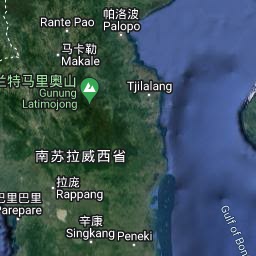 帕洛波
Rante Pao
Palopo
马卡勒
Makale
兰特马里奥山
Gunung
Latimojong
Tjilalang
南苏拉威西省
拉庞
Rappang
巴里巴里
Parepare
辛康
Singkang
Peneki
Gulf of Bon